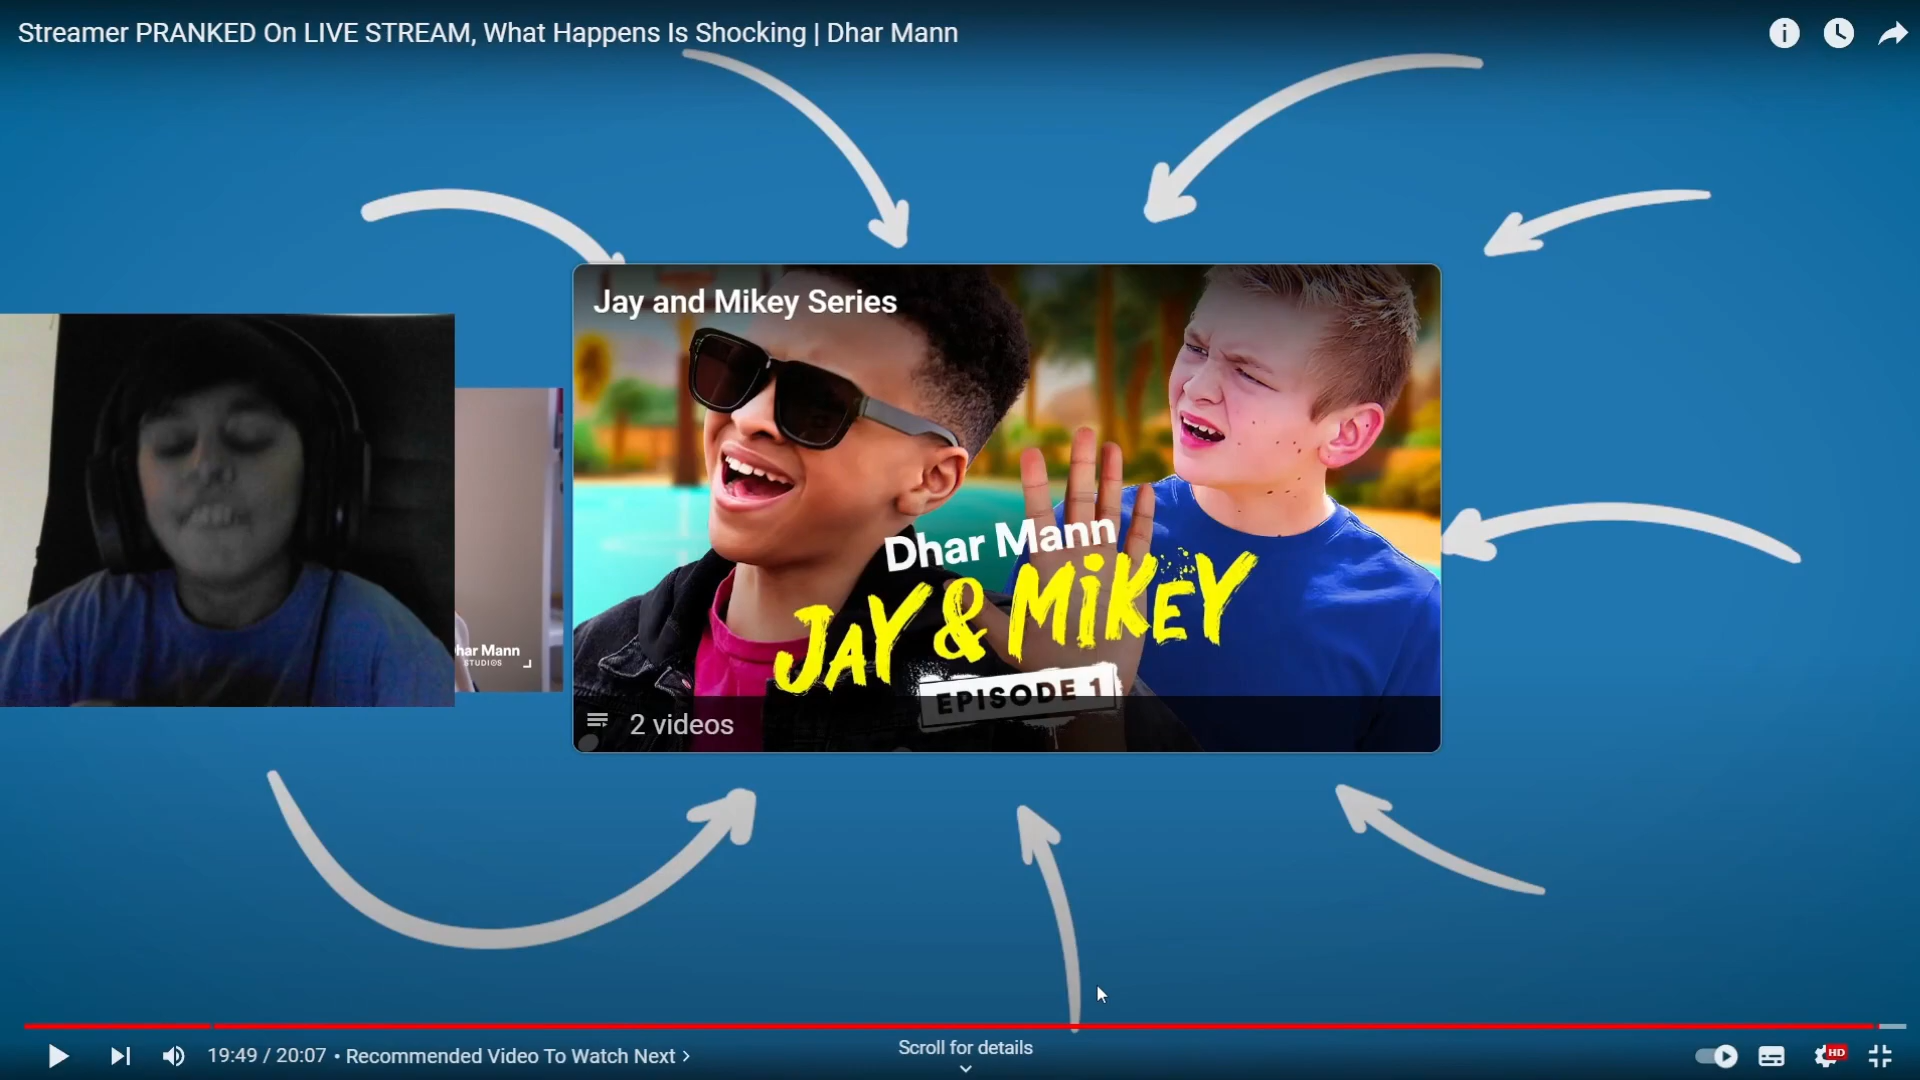 Streamer PRANKED On LIVE STREAM, What Happens Is Shocking | Dhar Mann
Jay and Mikey Series
Dhar Mann
JAY & MiKEY
EPISODE 1
har Mann
STUDIOS
2 videos
19:49 / 20:07 • Recommended Video To Watch Next ›
Scroll for details
HD